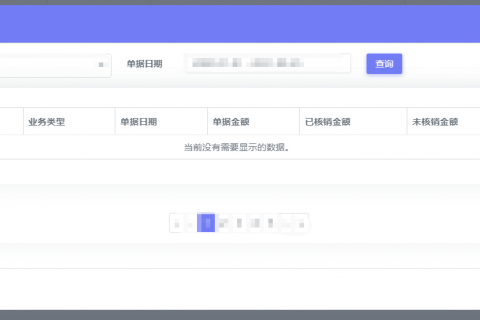 单据日期 查询
业务类型 单据日期 单据金额 已核销金额 未核销金额
当前没有需要显示的数据。